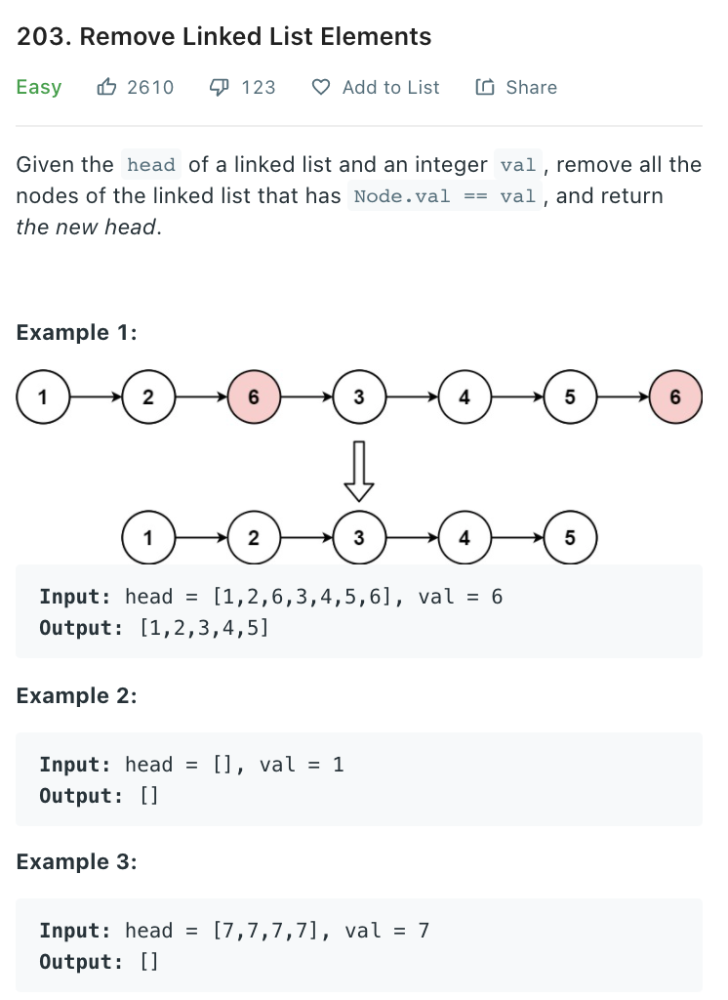 203. Remove Linked List Elements
Easy 2610 123 Add to List Share
Given the head of a linked list and an integer val , remove all the
nodes of the linked list that has Node.val == val , and return
the new head.
Example 1:
1 2 6 3 4 5 6
1 2 3 4 5
Input: head = [1,2,6,3,4,5,6], val = 6
Output: [1,2,3,4,5]
Example 2:
Input: head = [], val = 1
Output: []
Example 3:
Input: head = [7,7,7,7], val = 7
Output: []